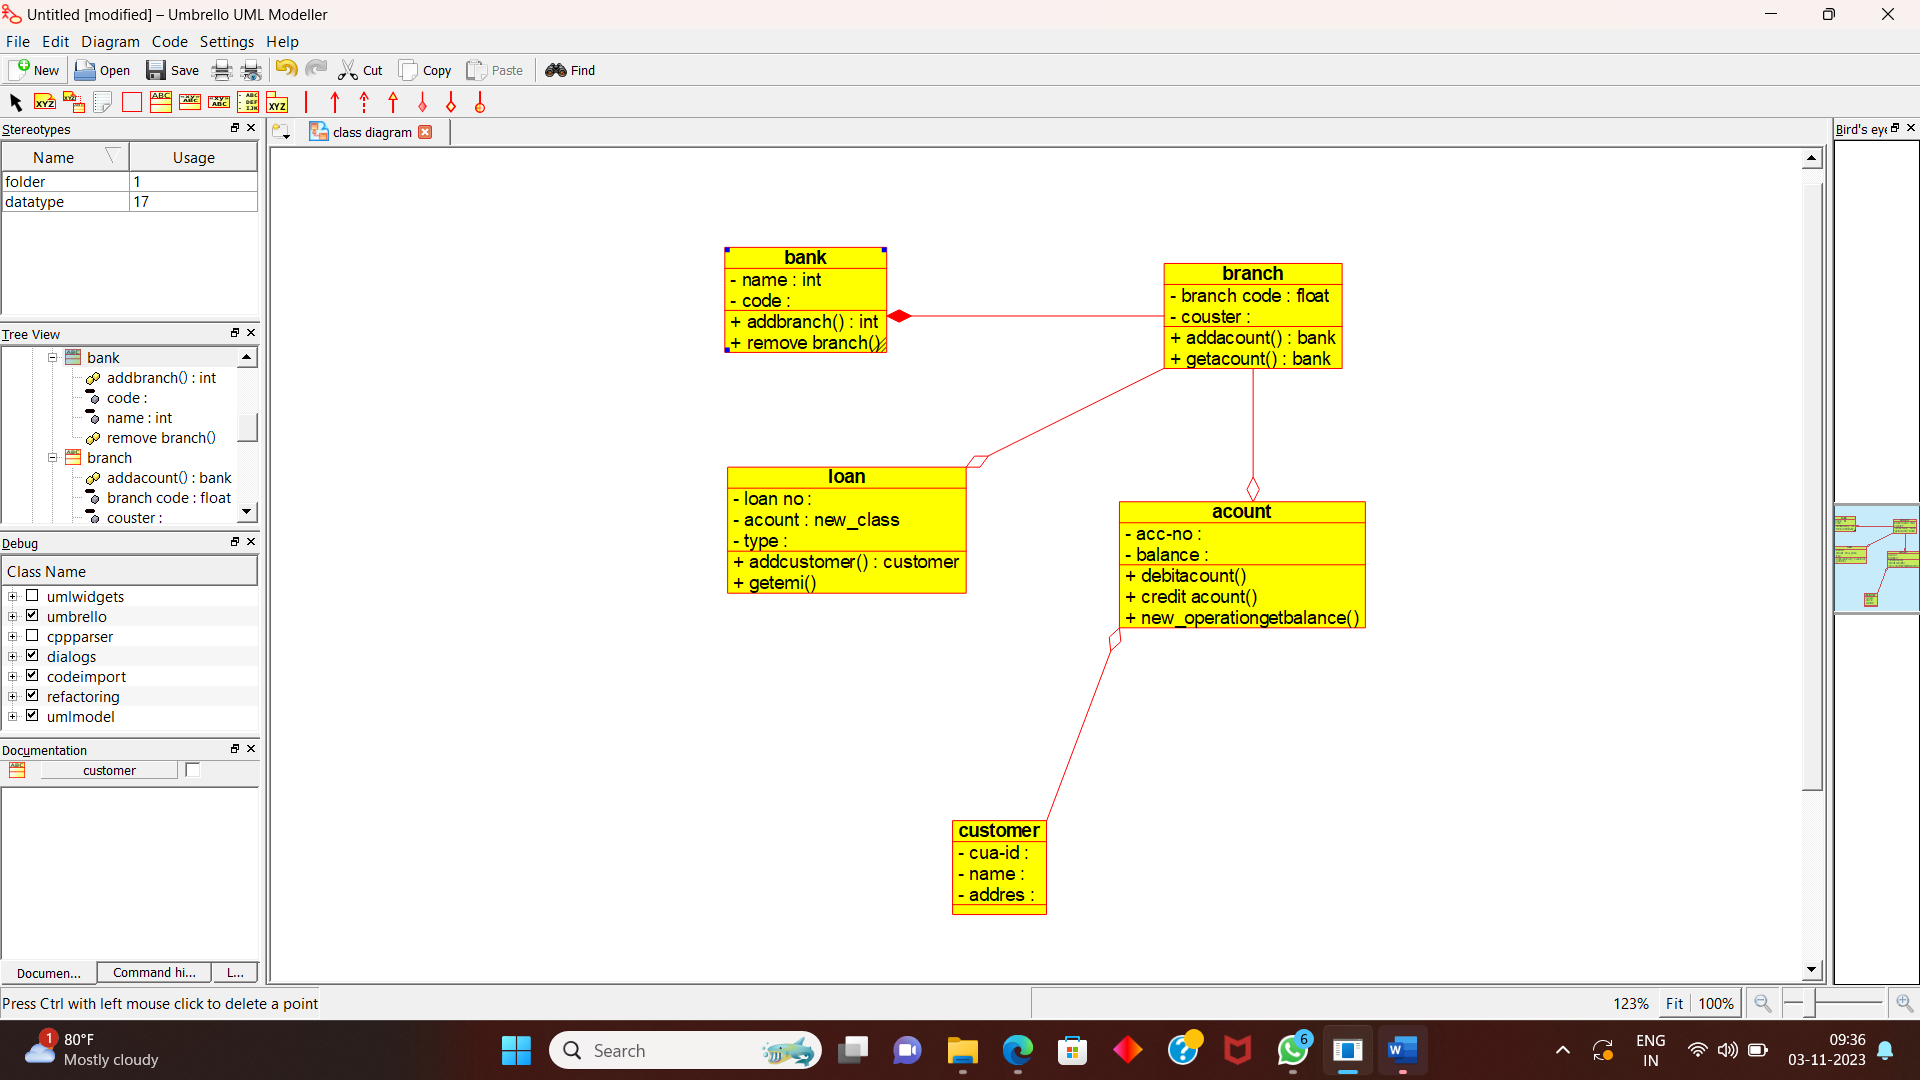 Untitled [modified] – Umbrello UML Modeller
File Edit Diagram Code Settings Help
New Open Save Cut Copy Paste Find
Stereotypes
Name Usage
folder 1
datatype 17
Tree View
bank
addbranch() : int
code :
name : int
remove branch()
branch
addacount() : bank
branch code : float
couster :
Debug
Class Name
umlwidgets
umbrello
cppparser
dialogs
codeimport
refactoring
umlmodel
Documentation
customer
Documen... Command hi... L...
class diagram
bank
- name : int
- code :
+ addbranch() : int
+ remove branch()
branch
- branch code : float
- couster :
+ addacount() : bank
+ getacount() : bank
loan
- loan no :
- acount : new_class
- type :
+ addcustomer() : customer
+ getemi()
acount
- acc-no :
- balance :
+ debitacount()
+ credit acount()
+ new_operationgetbalance()
customer
- cua-id :
- name :
- addres :
Bird's eye
Press Ctrl with left mouse click to delete a point
123% Fit 100%
1
80°F
Mostly cloudy
Search
6
ENG
IN
09:36
03-11-2023